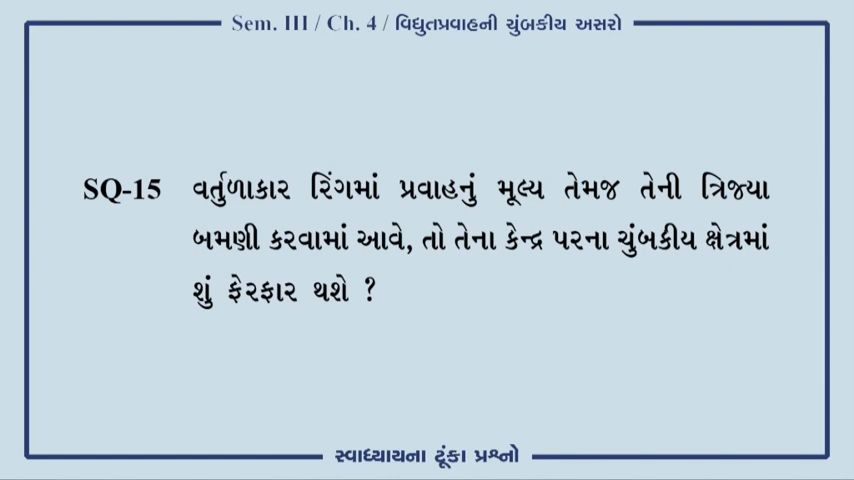 Sem. III / Ch. 4 / વિદ્યુતપ્રવાહની ચુંબકીય અસરો
SQ-15 વર્તુળાકાર રિંગમાં પ્રવાહનું મૂલ્ય તેમજ તેની ત્રિજ્યા
બમણી કરવામાં આવે, તો તેના કેન્દ્ર પરના ચુંબકીય ક્ષેત્રમાં
શું ફેરફાર થશે ?
સ્વાધ્યાયના ટૂંકા પ્રશ્નો